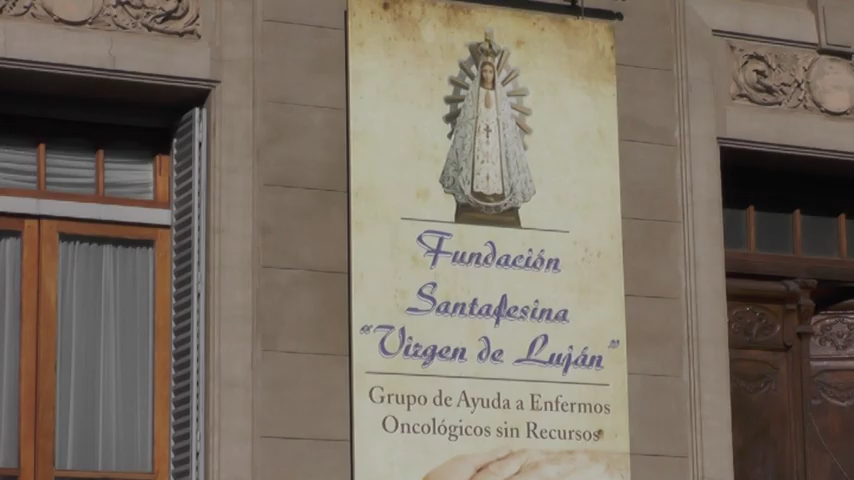 Fundación
Santafesina
“Virgen de Luján”
Grupo de Ayuda a Enfermos
Oncológicos sin Recursos